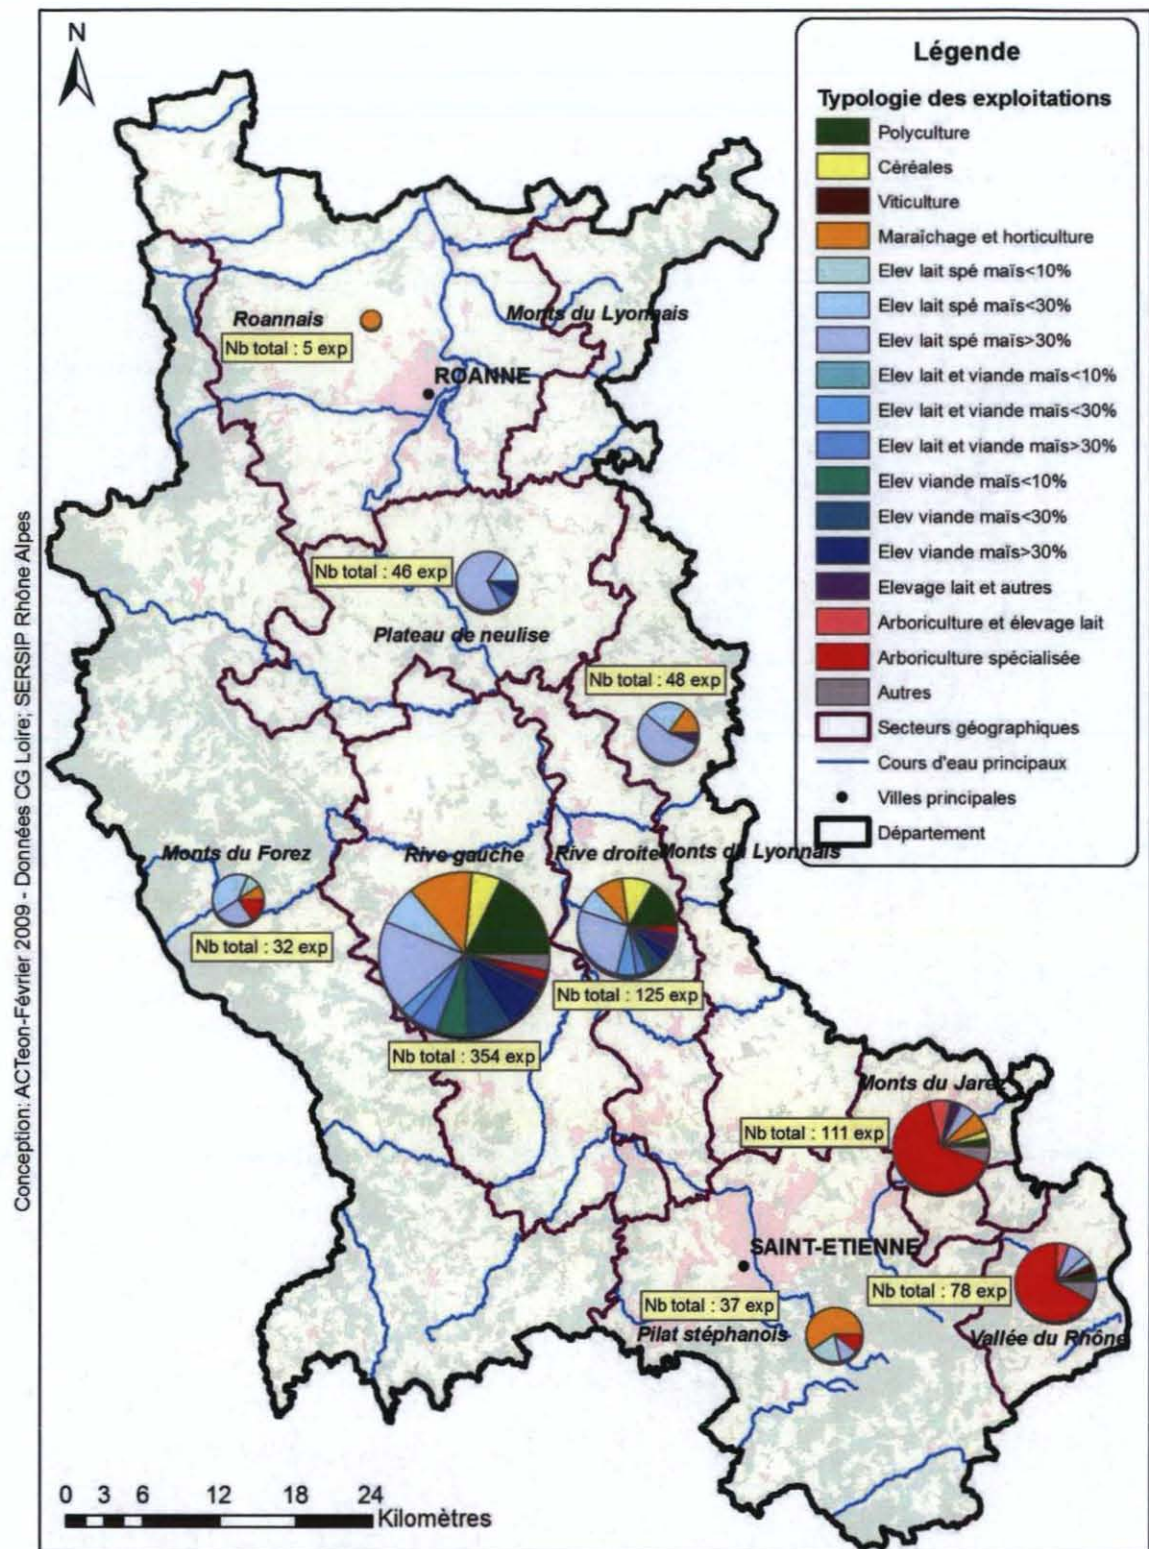 N
Légende
Typologie des exploitations
Polyculture
Céréales
Viticulture
Maraîchage et horticulture
Elev lait spé maïs<10%
Elev lait spé maïs<30%
Elev lait spé maïs>30%
Elev lait et viande maïs<10%
Elev lait et viande maïs<30%
Elev lait et viande maïs>30%
Elev viande maïs<10%
Elev viande maïs<30%
Elev viande maïs>30%
Elevage lait et autres
Arboriculture et élevage lait
Arboriculture spécialisée
Autres
Secteurs géographiques
Cours d'eau principaux
Villes principales
Département
Roannais
Monts du Lyonnais
Nb total : 5 exp
ROANNE
Nb total : 46 exp
Plateau de neulise
Nb total : 48 exp
Monts du Forez
Rive gauche
Rive droite
Monts du Lyonnais
Nb total : 32 exp
Nb total : 125 exp
Nb total : 354 exp
Monts du Jarez
Nb total : 111 exp
SAINT-ETIENNE
Nb total : 78 exp
Nb total : 37 exp
Pilat stéphanois
Vallée du Rhône
0 3 6 12 18 24
Kilomètres
Conception: ACTeon-Février 2009 - Données CG Loire; SERSIP Rhône Alpes